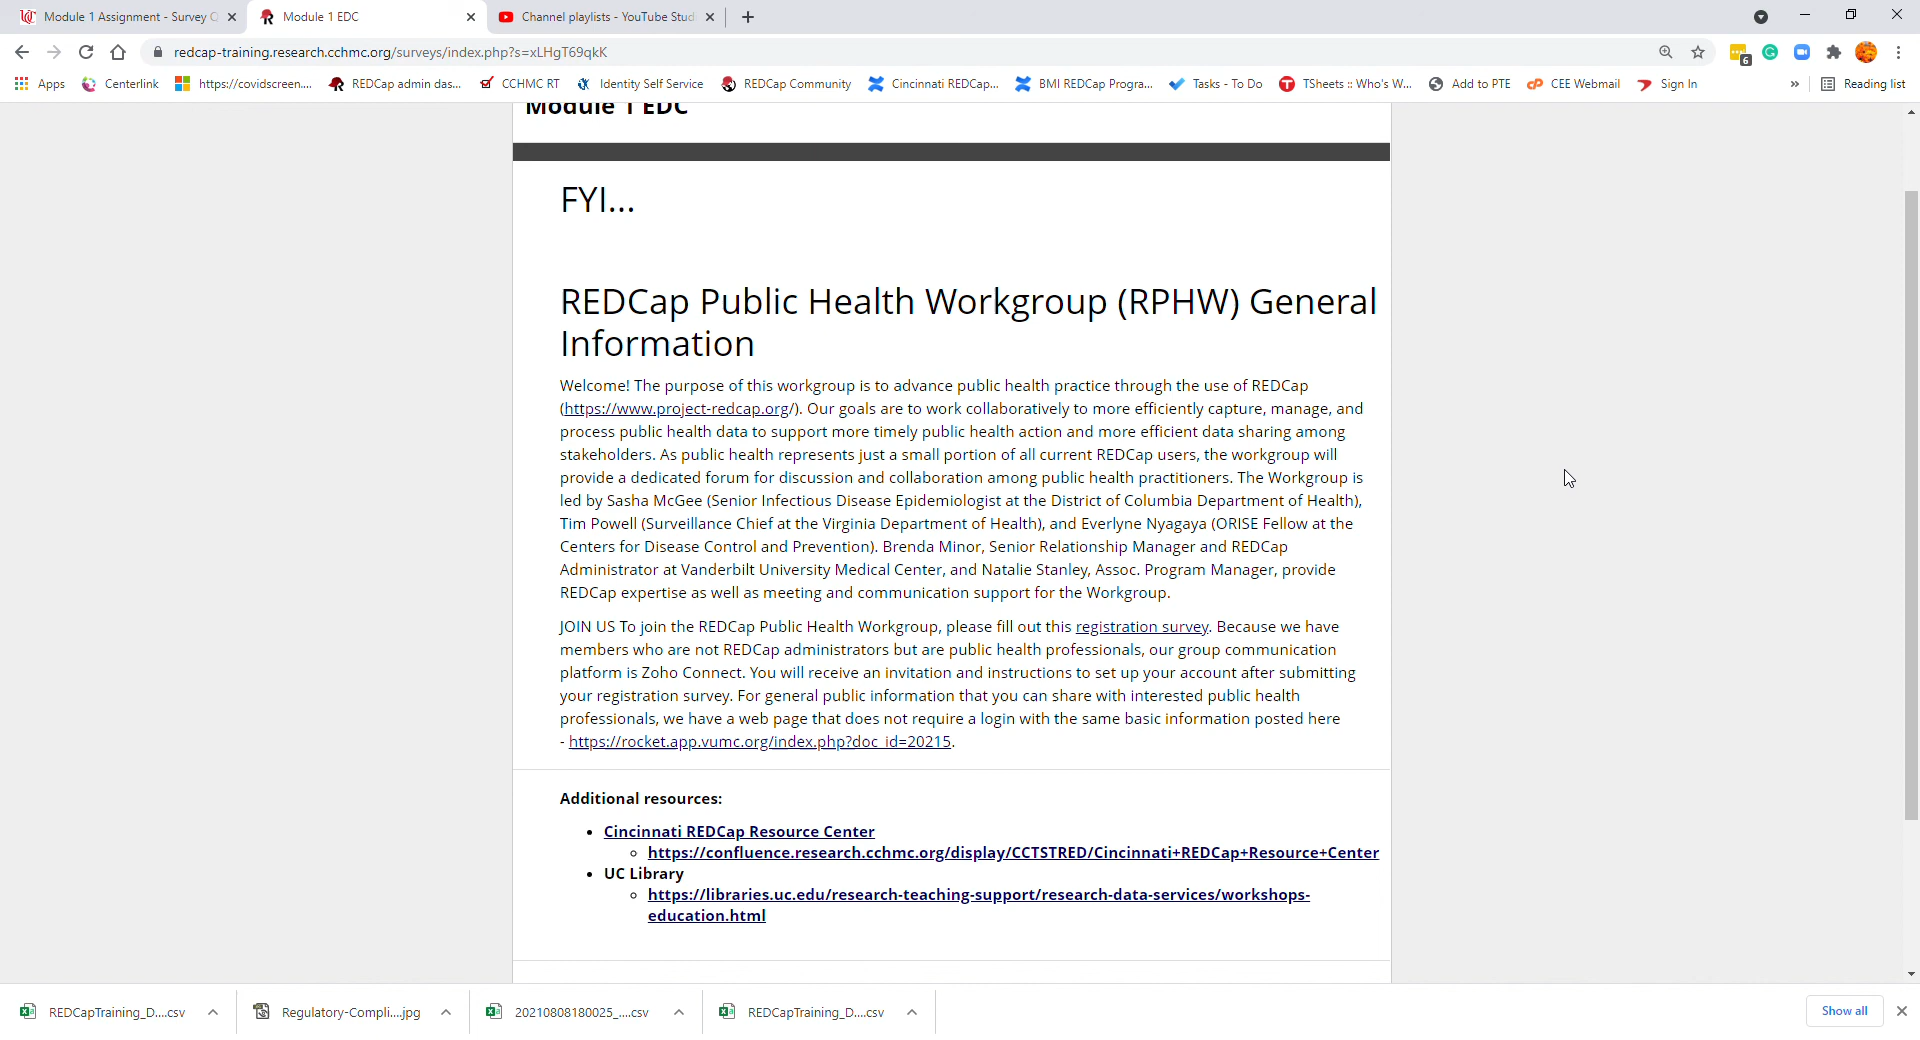 Module 1 Assignment - Survey Q
Module 1 EDC
Channel playlists - YouTube Stud
redcap-training.research.cchmc.org/surveys/index.php?s=xLHgT69qkK
6
Apps
Centerlink
https://covidscreen....
REDCap admin das...
CCHMC RT
Identity Self Service
REDCap Community
Cincinnati REDCap...
BMI REDCap Progra...
Tasks - To Do
TSheets :: Who's W...
Add to PTE
CEE Webmail
Sign In
»
Reading list
Module 1 EDC
FYI...
REDCap Public Health Workgroup (RPHW) General
Information
Welcome! The purpose of this workgroup is to advance public health practice through the use of REDCap
(https://www.project-redcap.org/). Our goals are to work collaboratively to more efficiently capture, manage, and
process public health data to support more timely public health action and more efficient data sharing among
stakeholders. As public health represents just a small portion of all current REDCap users, the workgroup will
provide a dedicated forum for discussion and collaboration among public health practitioners. The Workgroup is
led by Sasha McGee (Senior Infectious Disease Epidemiologist at the District of Columbia Department of Health),
Tim Powell (Surveillance Chief at the Virginia Department of Health), and Everlyne Nyagaya (ORISE Fellow at the
Centers for Disease Control and Prevention). Brenda Minor, Senior Relationship Manager and REDCap
Administrator at Vanderbilt University Medical Center, and Natalie Stanley, Assoc. Program Manager, provide
REDCap expertise as well as meeting and communication support for the Workgroup.
JOIN US To join the REDCap Public Health Workgroup, please fill out this registration survey. Because we have
members who are not REDCap administrators but are public health professionals, our group communication
platform is Zoho Connect. You will receive an invitation and instructions to set up your account after submitting
your registration survey. For general public information that you can share with interested public health
professionals, we have a web page that does not require a login with the same basic information posted here
- https://rocket.app.vumc.org/index.php?doc_id=20215.
Additional resources:
• Cincinnati REDCap Resource Center
https://confluence.research.cchmc.org/display/CCTSTRED/Cincinnati+REDCap+Resource+Center
• UC Library
https://libraries.uc.edu/research-teaching-support/research-data-services/workshops-
education.html
REDCapTraining_D....csv
Regulatory-Compli....jpg
20210808180025_....csv
REDCapTraining_D....csv
Show all